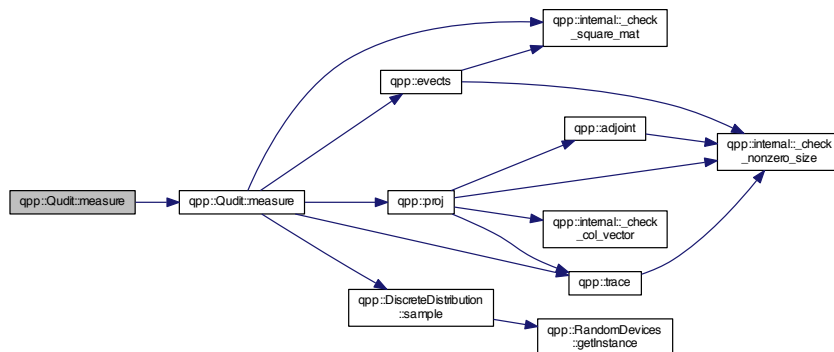 qpp::internal::_check
_square_mat
qpp::evects
qpp::adjoint
qpp::internal::_check
_nonzero_size
qpp::Qudit::measure
qpp::Qudit::measure
qpp::proj
qpp::internal::_check
_col_vector
qpp::trace
qpp::DiscreteDistribution
::sample
qpp::RandomDevices
::getInstance